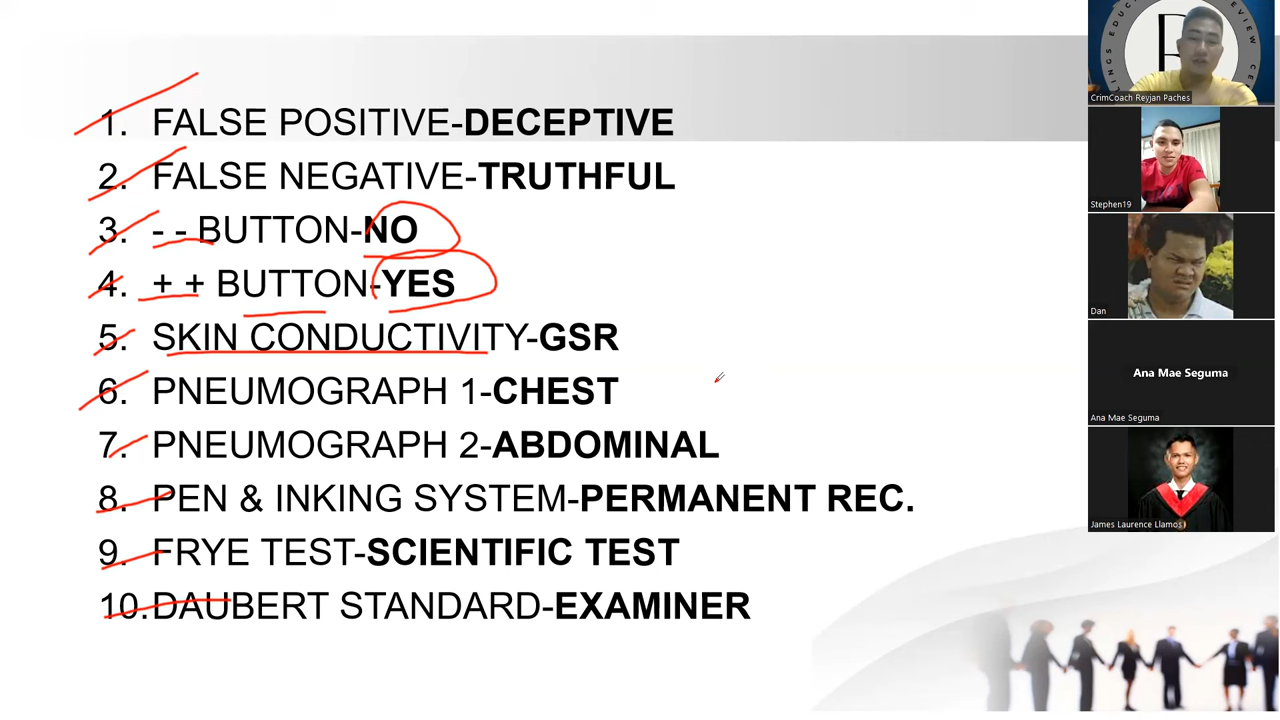 1. FALSE POSITIVE-DECEPTIVE
2. FALSE NEGATIVE-TRUTHFUL
3. - - BUTTON-NO
4. + + BUTTON-YES
5. SKIN CONDUCTIVITY-GSR
6. PNEUMOGRAPH 1-CHEST
7. PNEUMOGRAPH 2-ABDOMINAL
8. PEN & INKING SYSTEM-PERMANENT REC.
9. FRYE TEST-SCIENTIFIC TEST
10. DAUBERT STANDARD-EXAMINER
CrimCoach Reyjan Paches
Stephen19
Dan
Ana Mae Seguma
Ana Mae Seguma
James Laurence Llamos